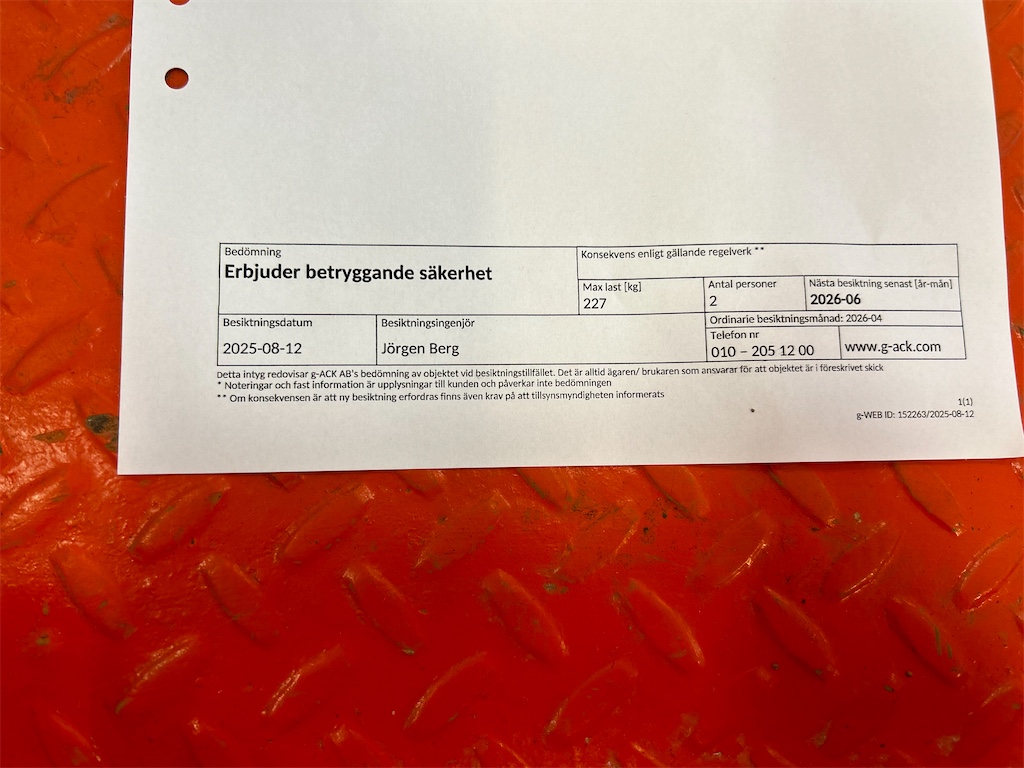 Bedömning
Erbjuder betryggande säkerhet
Konsekvens enligt gällande regelverk **
Max last [kg]
227
Antal personer
2
Nästa besiktning senast [år-mån]
2026-06
Besiktningsdatum
2025-08-12
Besiktningsingenjör
Jörgen Berg
Ordinarie besiktningsmånad: 2026-04
Telefon nr
010 – 205 12 00
www.g-ack.com
Detta intyg redovisar g-ACK AB's bedömning av objektet vid besiktningstillfället. Det är alltid ägaren/ brukaren som ansvarar för att objektet är i föreskrivet skick
* Noteringar och fast information är upplysningar till kunden och påverkar inte bedömningen
** Om konsekvensen är att ny besiktning erfordras finns även krav på att tillsynsmyndigheten informerats
1(1)
g-WEB ID: 152263/2025-08-12